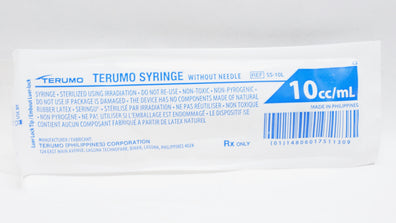 TERUMO
TERUMO SYRINGE WITHOUT NEEDLE REF SS-10L
SYRINGE • STERILIZED USING IRRADIATION • DO NOT RE-USE • NON-TOXIC • NON-PYROGENIC •
DO NOT USE IF PACKAGE IS DAMAGED • THE DEVICE HAS NO COMPONENTS MADE OF NATURAL
RUBBER LATEX • SERINGUE • STÉRILISÉ PAR IRRADIATION • NE PAS RÉUTILISER • NON TOXIQUE
• NON PYROGÈNE • NE PAS UTILISER SI L'EMBALLAGE EST ENDOMMAGÉ • LE DISPOSITIF NE
CONTIENT AUCUN COMPOSANT FABRIQUÉ À PARTIR DE LATEX NATUREL
MANUFACTURER / FABRICANT:
TERUMO (PHILIPPINES) CORPORATION
Rx ONLY
10cc/mL
MADE IN PHILIPPINES
(01)14806017511309